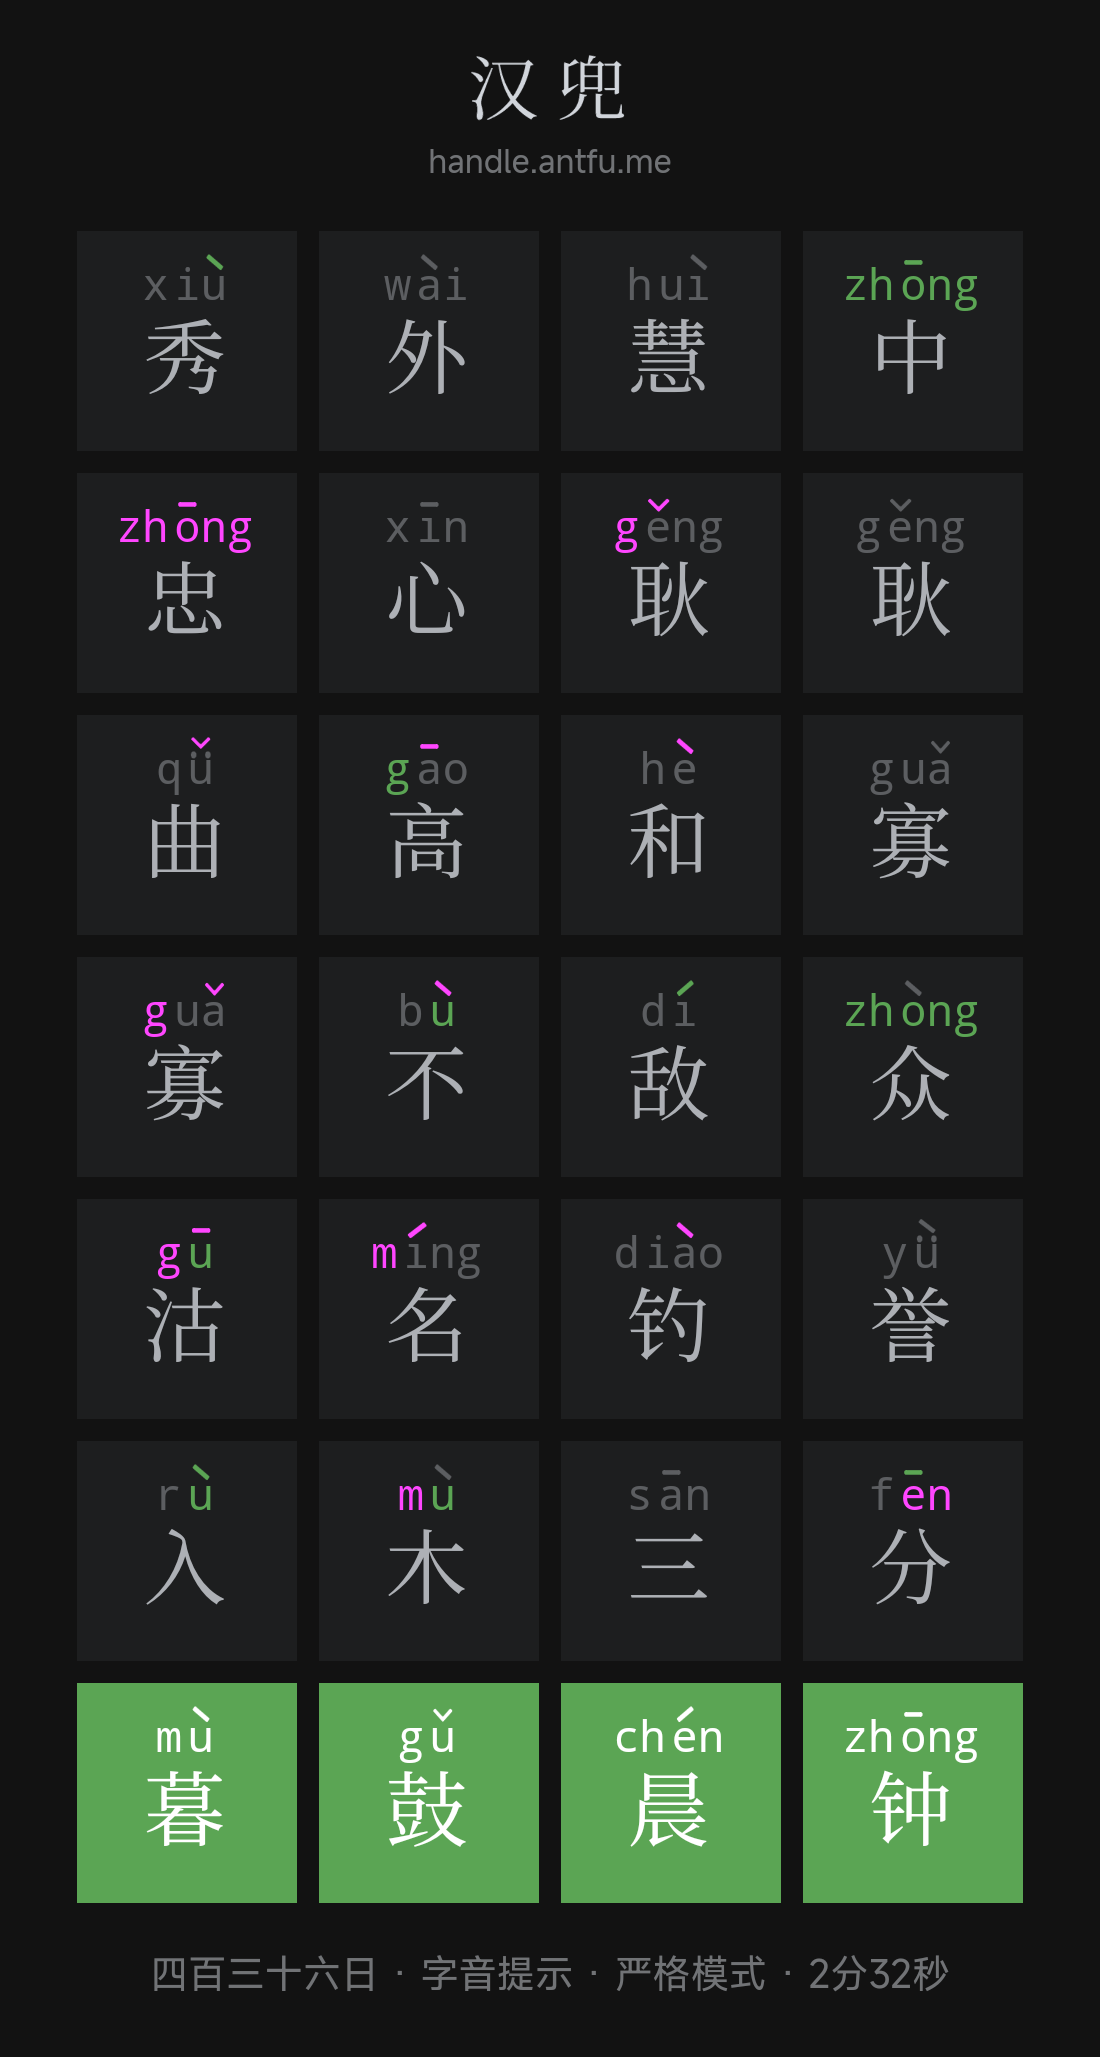 汉兜
handle.antfu.me
xiù wài huì zhōng
秀 外 慧 中
zhōng xīn gěng gěng
忠 心 耿 耿
qǚ gāo hè guǎ
曲 高 和 寡
guǎ bù dí zhòng
寡 不 敌 众
gū míng diào yǜ
沽 名 钓 誉
rù mù sān fēn
入 木 三 分
mù gǔ chén zhōng
暮 鼓 晨 钟
四百三十六日 · 字音提示 · 严格模式 · 2分32秒